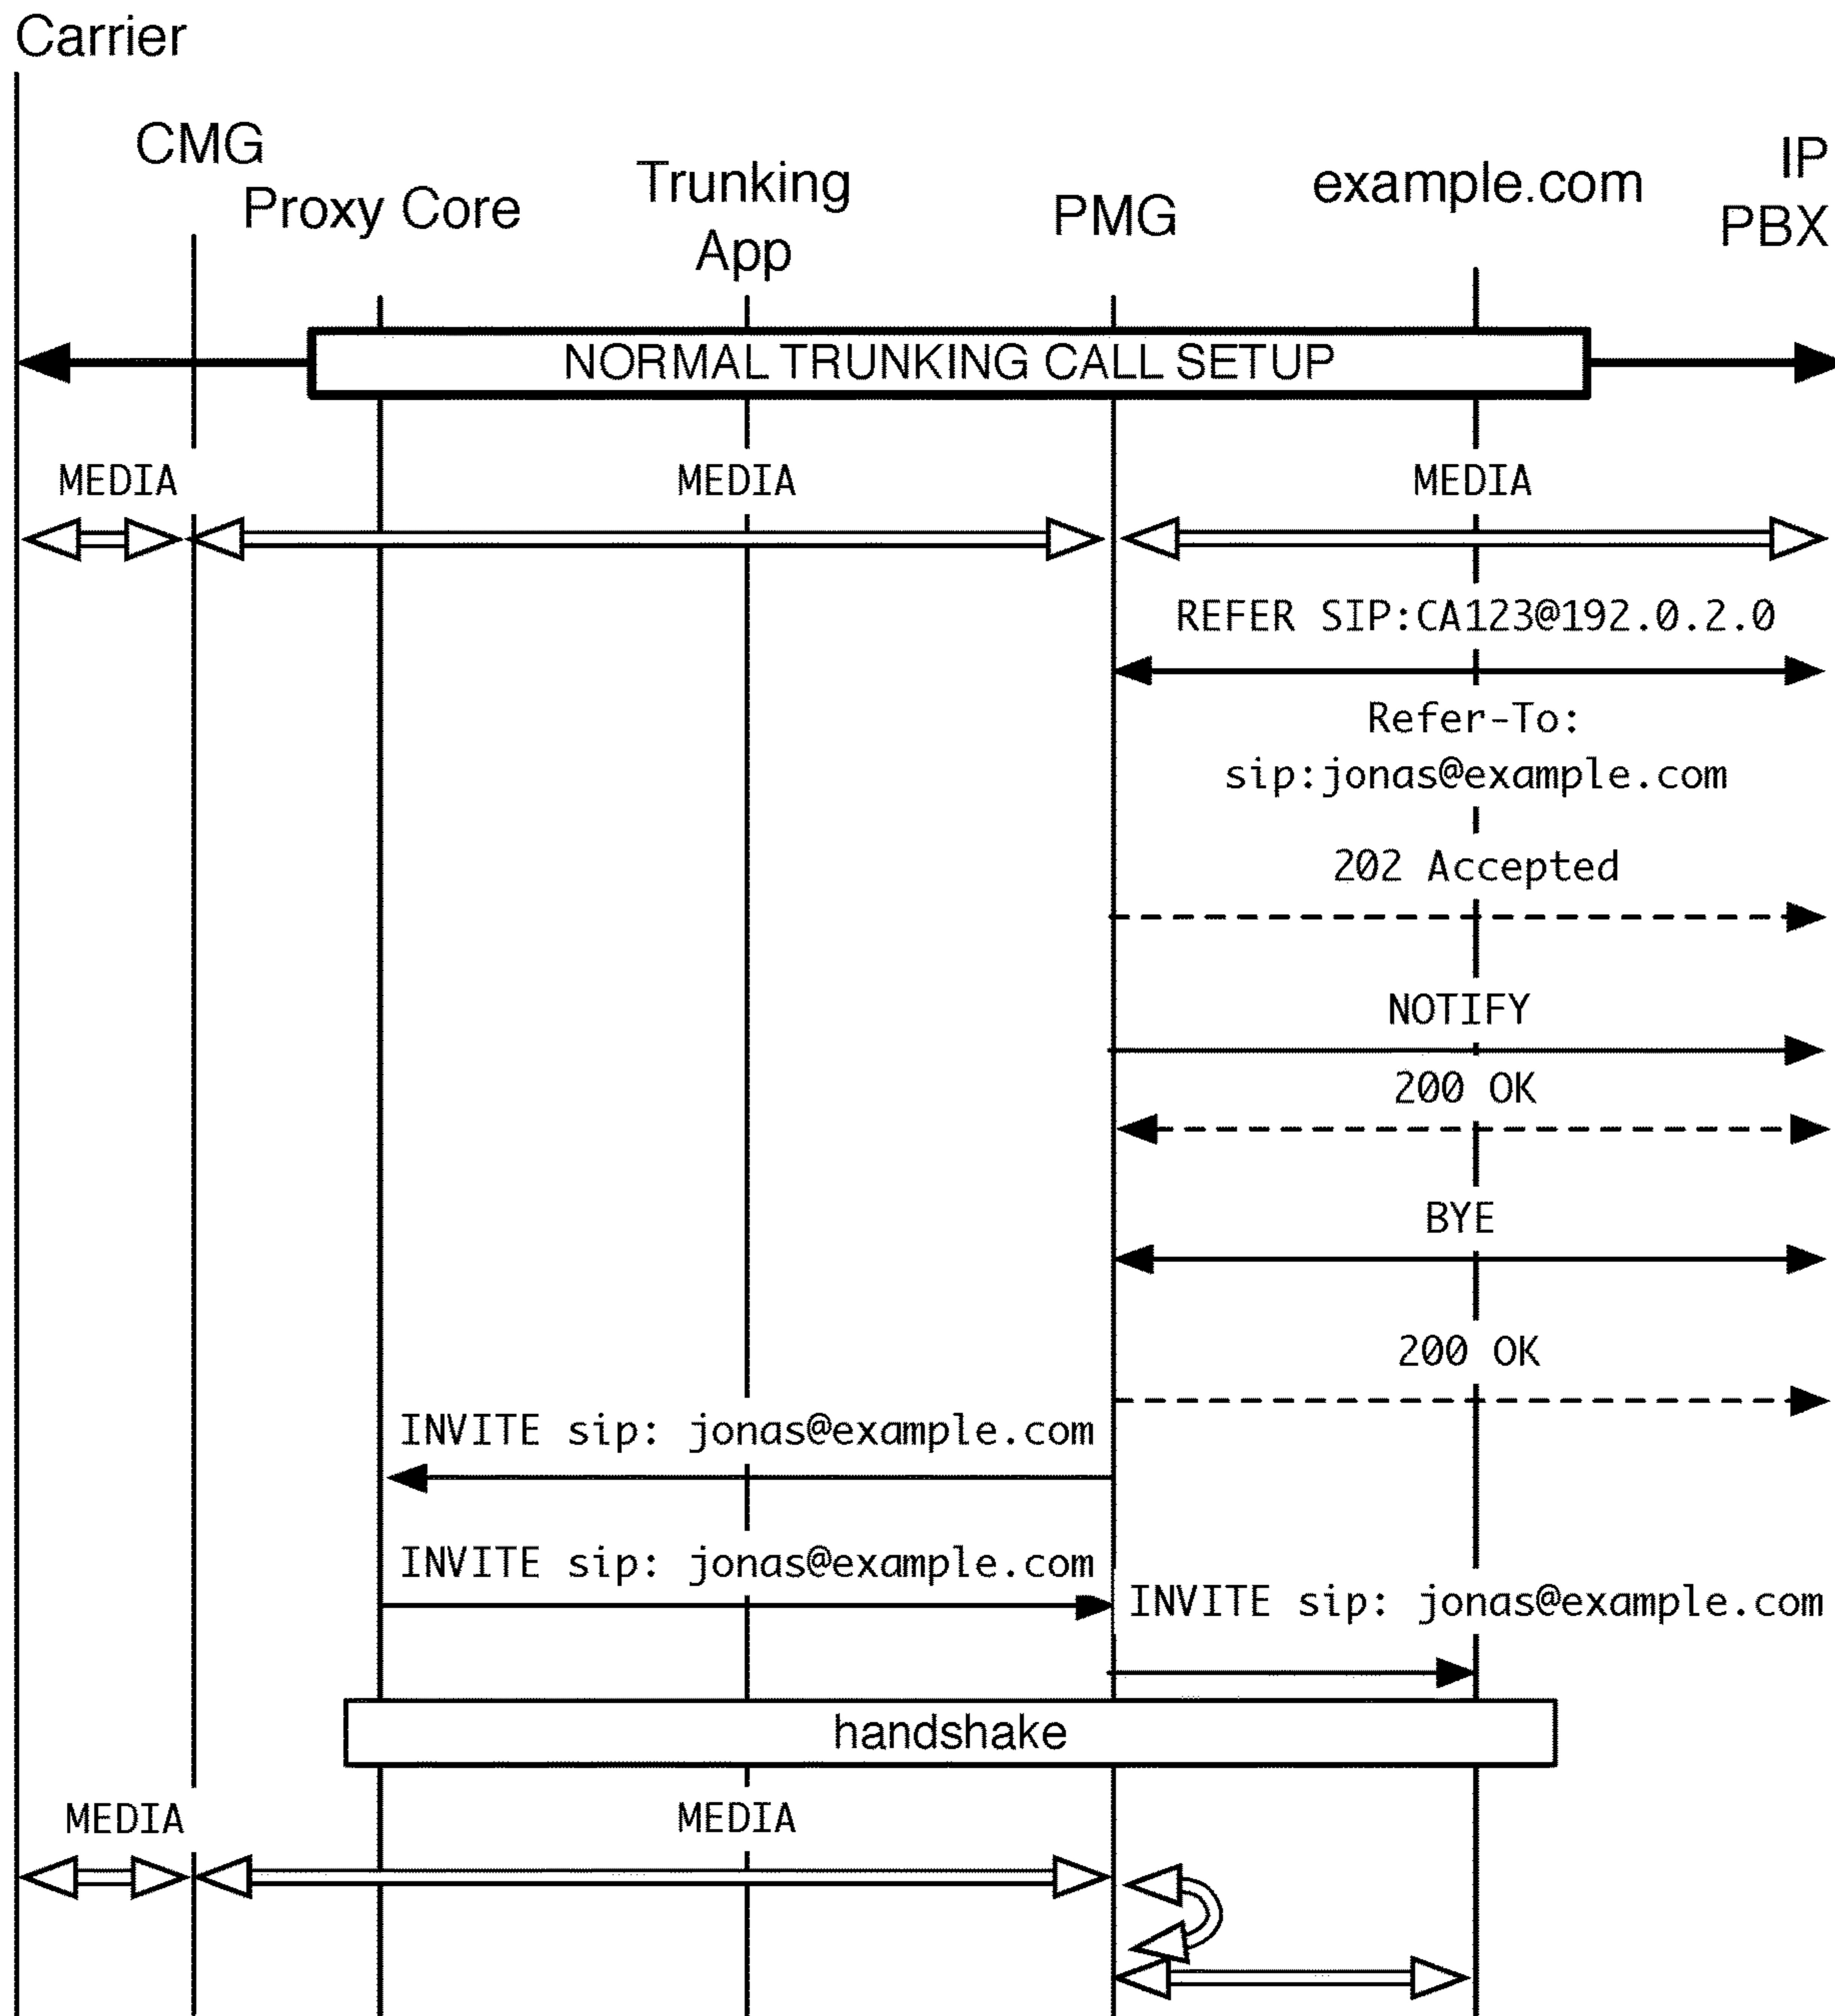 Carrier
CMG
Proxy Core
Trunking
App
PMG
example.com
IP
PBX
NORMAL TRUNKING CALL SETUP
MEDIA
MEDIA
MEDIA
REFER SIP:CA123@192.0.2.0
Refer-To:
sip:jonas@example.com
202 Accepted
NOTIFY
200 OK
BYE
200 OK
INVITE sip: jonas@example.com
INVITE sip: jonas@example.com
INVITE sip: jonas@example.com
handshake
MEDIA
MEDIA